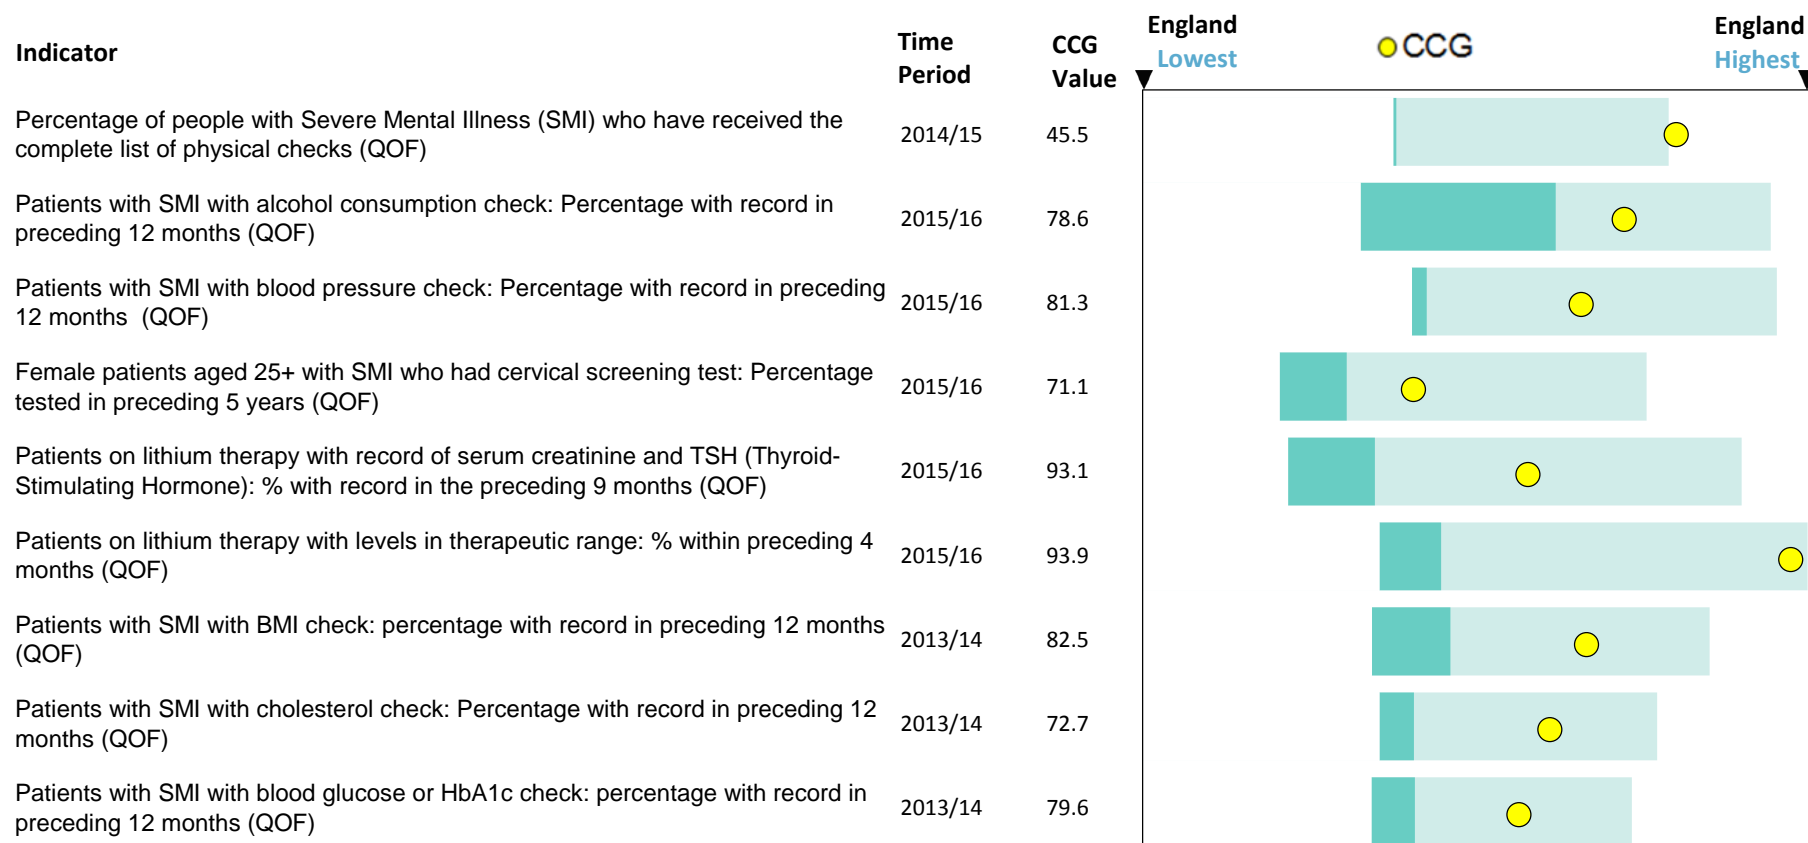 Indicator
Time
Period
CCG
Value
England
Lowest
CCG
England
Highest
Percentage of people with Severe Mental Illness (SMI) who have received the
complete list of physical checks (QOF)
2014/15
45.5
Patients with SMI with alcohol consumption check: Percentage with record in
preceding 12 months (QOF)
2015/16
78.6
Patients with SMI with blood pressure check: Percentage with record in preceding
12 months  (QOF)
2015/16
81.3
Female patients aged 25+ with SMI who had cervical screening test: Percentage
tested in preceding 5 years (QOF)
2015/16
71.1
Patients on lithium therapy with record of serum creatinine and TSH (Thyroid-
Stimulating Hormone): % with record in the preceding 9 months (QOF)
2015/16
93.1
Patients on lithium therapy with levels in therapeutic range: % within preceding 4
months (QOF)
2015/16
93.9
Patients with SMI with BMI check: percentage with record in preceding 12 months
(QOF)
2013/14
82.5
Patients with SMI with cholesterol check: Percentage with record in preceding 12
months (QOF)
2013/14
72.7
Patients with SMI with blood glucose or HbA1c check: percentage with record in
preceding 12 months (QOF)
2013/14
79.6